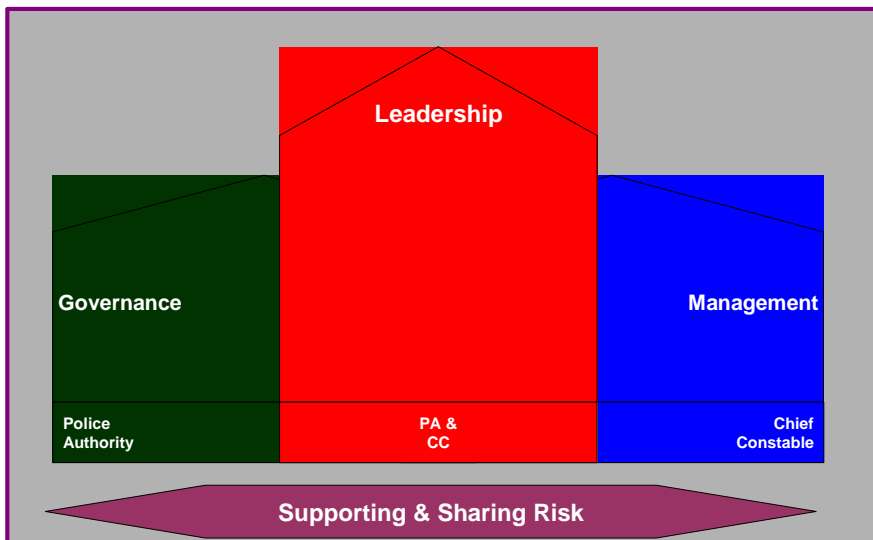 Leadership
Governance
Management
Police
Authority
PA &
CC
Chief
Constable
Supporting & Sharing Risk